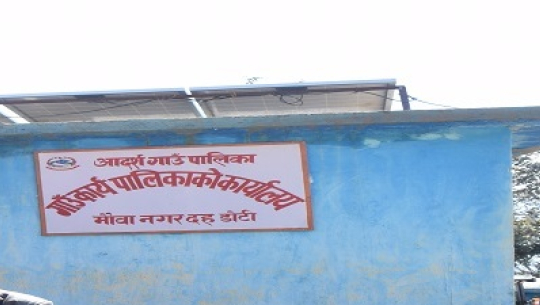 आदर्श गाउँ पालिका
गाउँ कार्य पालिकाको कार्यालय
मौवा नगरदह डोटी